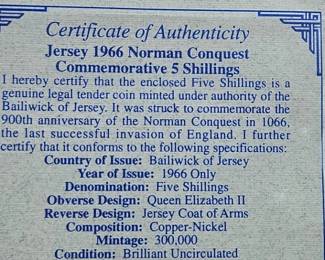 Certificate of Authenticity
Jersey 1966 Norman Conquest
Commemorative 5 Shillings
I hereby certify that the enclosed Five Shillings is a
genuine legal tender coin minted under authority of the
Bailiwick of Jersey. It was struck to commemorate the
900th anniversary of the Norman Conquest in 1066,
the last successful invasion of England. I further
certify that it conforms to the following specifications:
Country of Issue: Bailiwick of Jersey
Year of Issue: 1966 Only
Denomination: Five Shillings
Obverse Design: Queen Elizabeth II
Reverse Design: Jersey Coat of Arms
Composition: Copper-Nickel
Mintage: 300,000
Condition: Brilliant Uncirculated